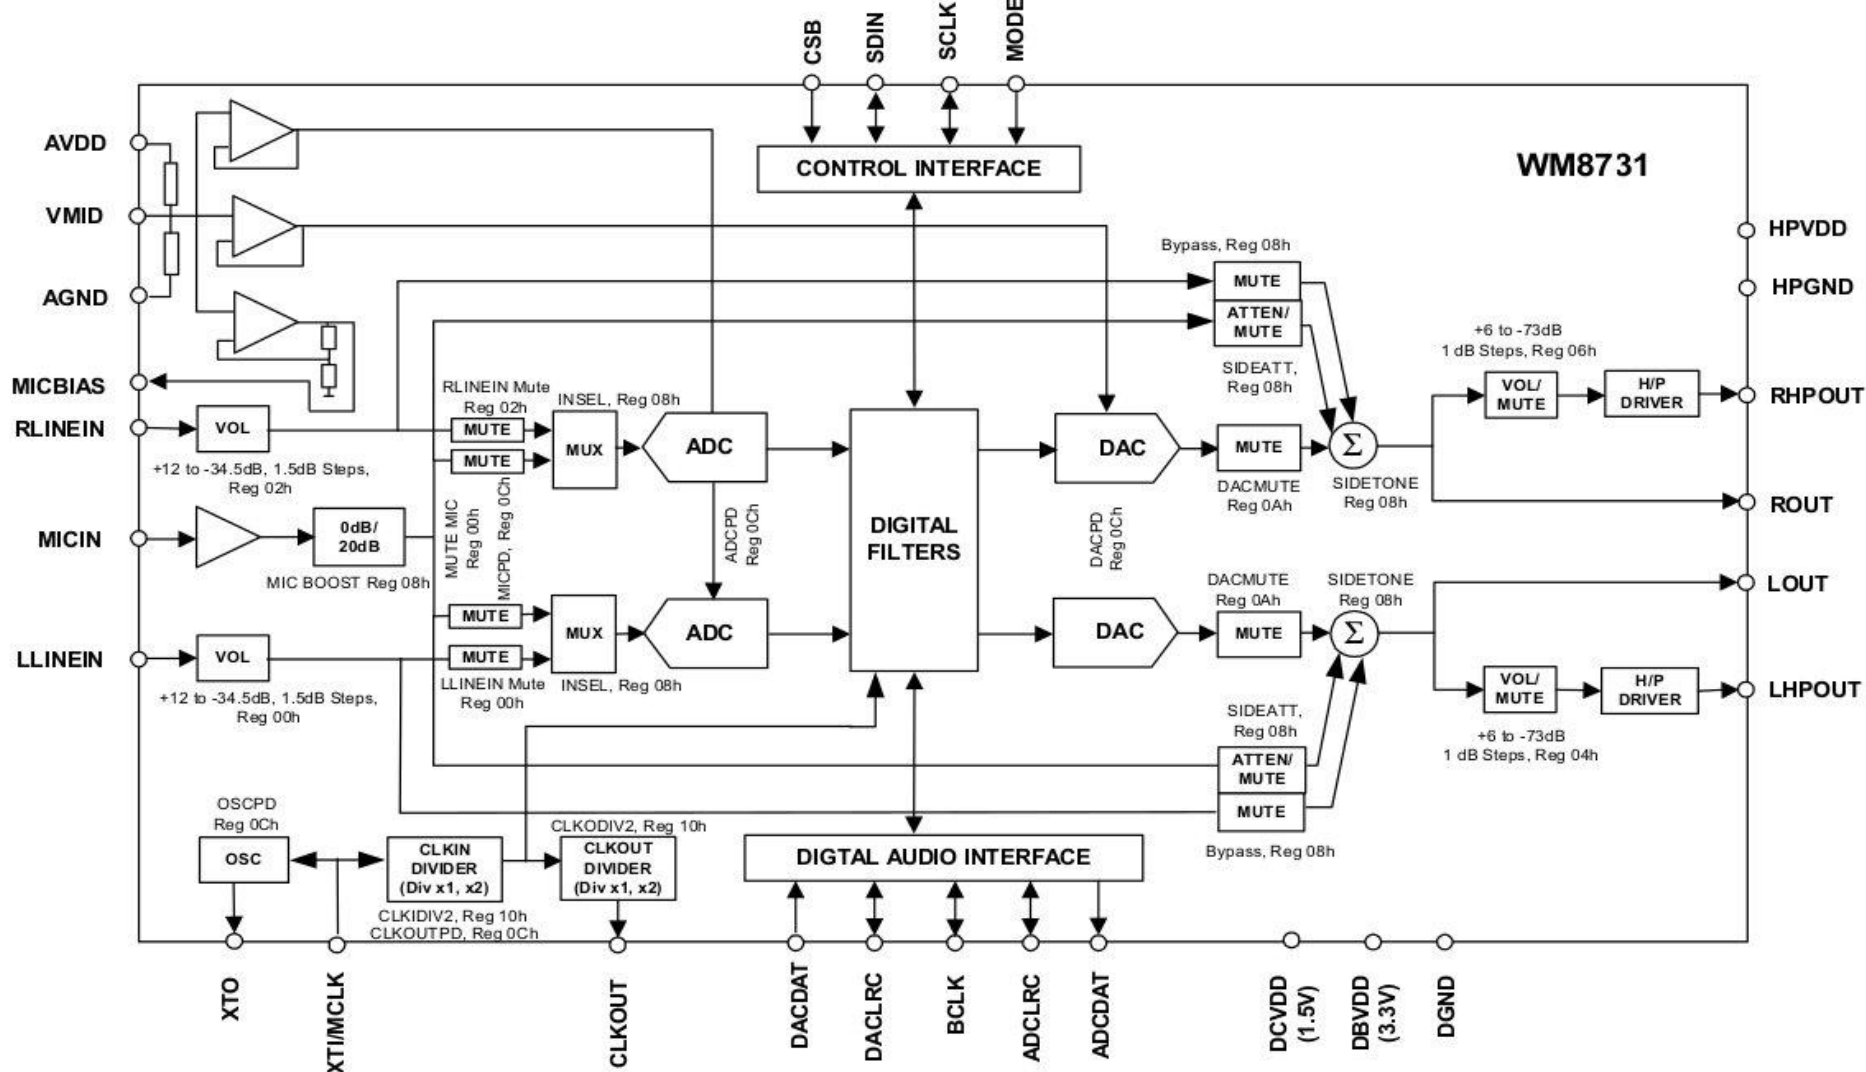 CSB
SDIN
SCLK
MODE
WM8731
AVDD
VMID
AGND
MICBIAS
RLINEIN
MICIN
LLINEIN
CONTROL INTERFACE
HPVDD
HPGND
RHPOUT
ROUT
LOUT
LHPOUT
Bypass, Reg 08h
MUTE
ATTEN/
MUTE
SIDEATT,
Reg 08h
+6 to -73dB
1 dB Steps, Reg 06h
VOL/
MUTE
H/P
DRIVER
VOL
+12 to -34.5dB, 1.5dB Steps,
Reg 02h
RLINEIN Mute
Reg 02h
MUTE
MUTE
INSEL, Reg 08h
MUX
ADC
DAC
MUTE
DACMUTE
Reg 0Ah
Σ
SIDETONE
Reg 08h
0dB/
20dB
MIC BOOST Reg 08h
MUTE MIC
Reg 00h
MICPD, Reg 0Ch
ADCPD
Reg 0Ch
DIGITAL
FILTERS
DACPD
Reg 0Ch
VOL
+12 to -34.5dB, 1.5dB Steps,
Reg 00h
MUTE
MUTE
LLINEIN Mute
Reg 00h
MUX
INSEL, Reg 08h
ADC
DAC
DACMUTE
Reg 0Ah
MUTE
SIDETONE
Reg 08h
Σ
VOL/
MUTE
H/P
DRIVER
+6 to -73dB
1 dB Steps, Reg 04h
SIDEATT,
Reg 08h
ATTEN/
MUTE
MUTE
Bypass, Reg 08h
OSCPD
Reg 0Ch
OSC
CLKIN
DIVIDER
(Div x1, x2)
CLKIDIV2, Reg 10h
CLKOUTPD, Reg 0Ch
CLKODIV2, Reg 10h
CLKOUT
DIVIDER
(Div x1, x2)
DIGTAL AUDIO INTERFACE
XTO
XTI/MCLK
CLKOUT
DACDAT
DACLRC
BCLK
ADCLRC
ADCDAT
DCVDD
(1.5V)
DBVDD
(3.3V)
DGND